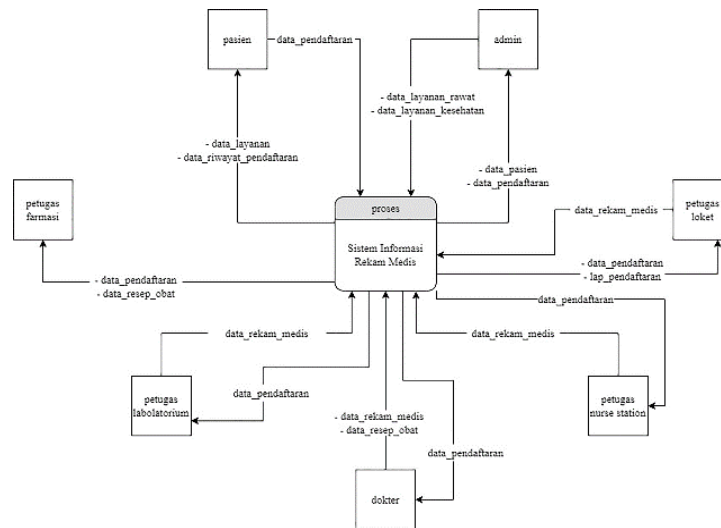 pasien
data_pendaftaran
admin
- data_layanan_rawat
- data_layanan_kesehatan
- data_layanan
- data_riwayat_pendaftaran
- data_pasien
- data_pendaftaran
petugas
farmasi
proses
Sistem Informasi
Rekam Medis
data_rekam_medis
petugas
loket
- data_pendaftaran
- data_resep_obat
- data_pendaftaran
- lap_pendaftaran
data_pendaftaran
data_rekam_medis
data_rekam_medis
petugas
labolatorium
data_pendaftaran
petugas
nurse station
- data_rekam_medis
- data_resep_obat
data_pendaftaran
dokter